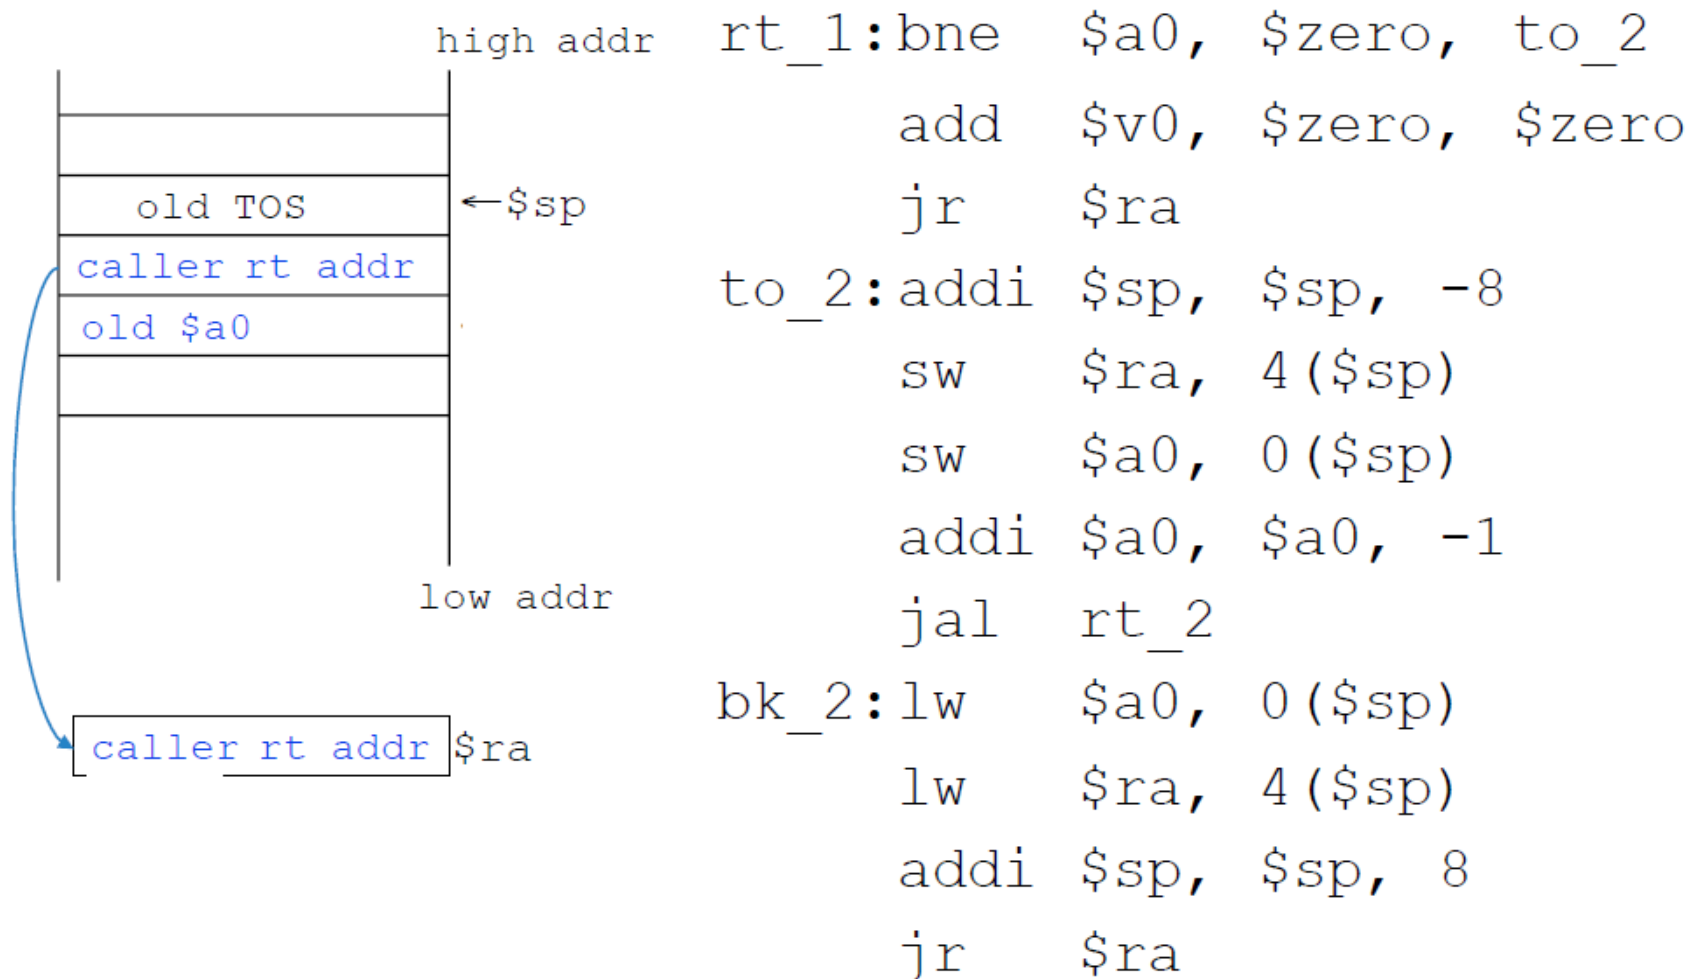 high addr
old TOS
←$sp
caller rt addr
old $a0
low addr
caller rt addr
$ra
rt_1:bne $a0, $zero, to_2
add $v0, $zero, $zero
jr $ra
to_2:addi $sp, $sp, -8
sw $ra, 4($sp)
sw $a0, 0($sp)
addi $a0, $a0, -1
jal rt_2
bk_2:lw $a0, 0($sp)
lw $ra, 4($sp)
addi $sp, $sp, 8
jr $ra